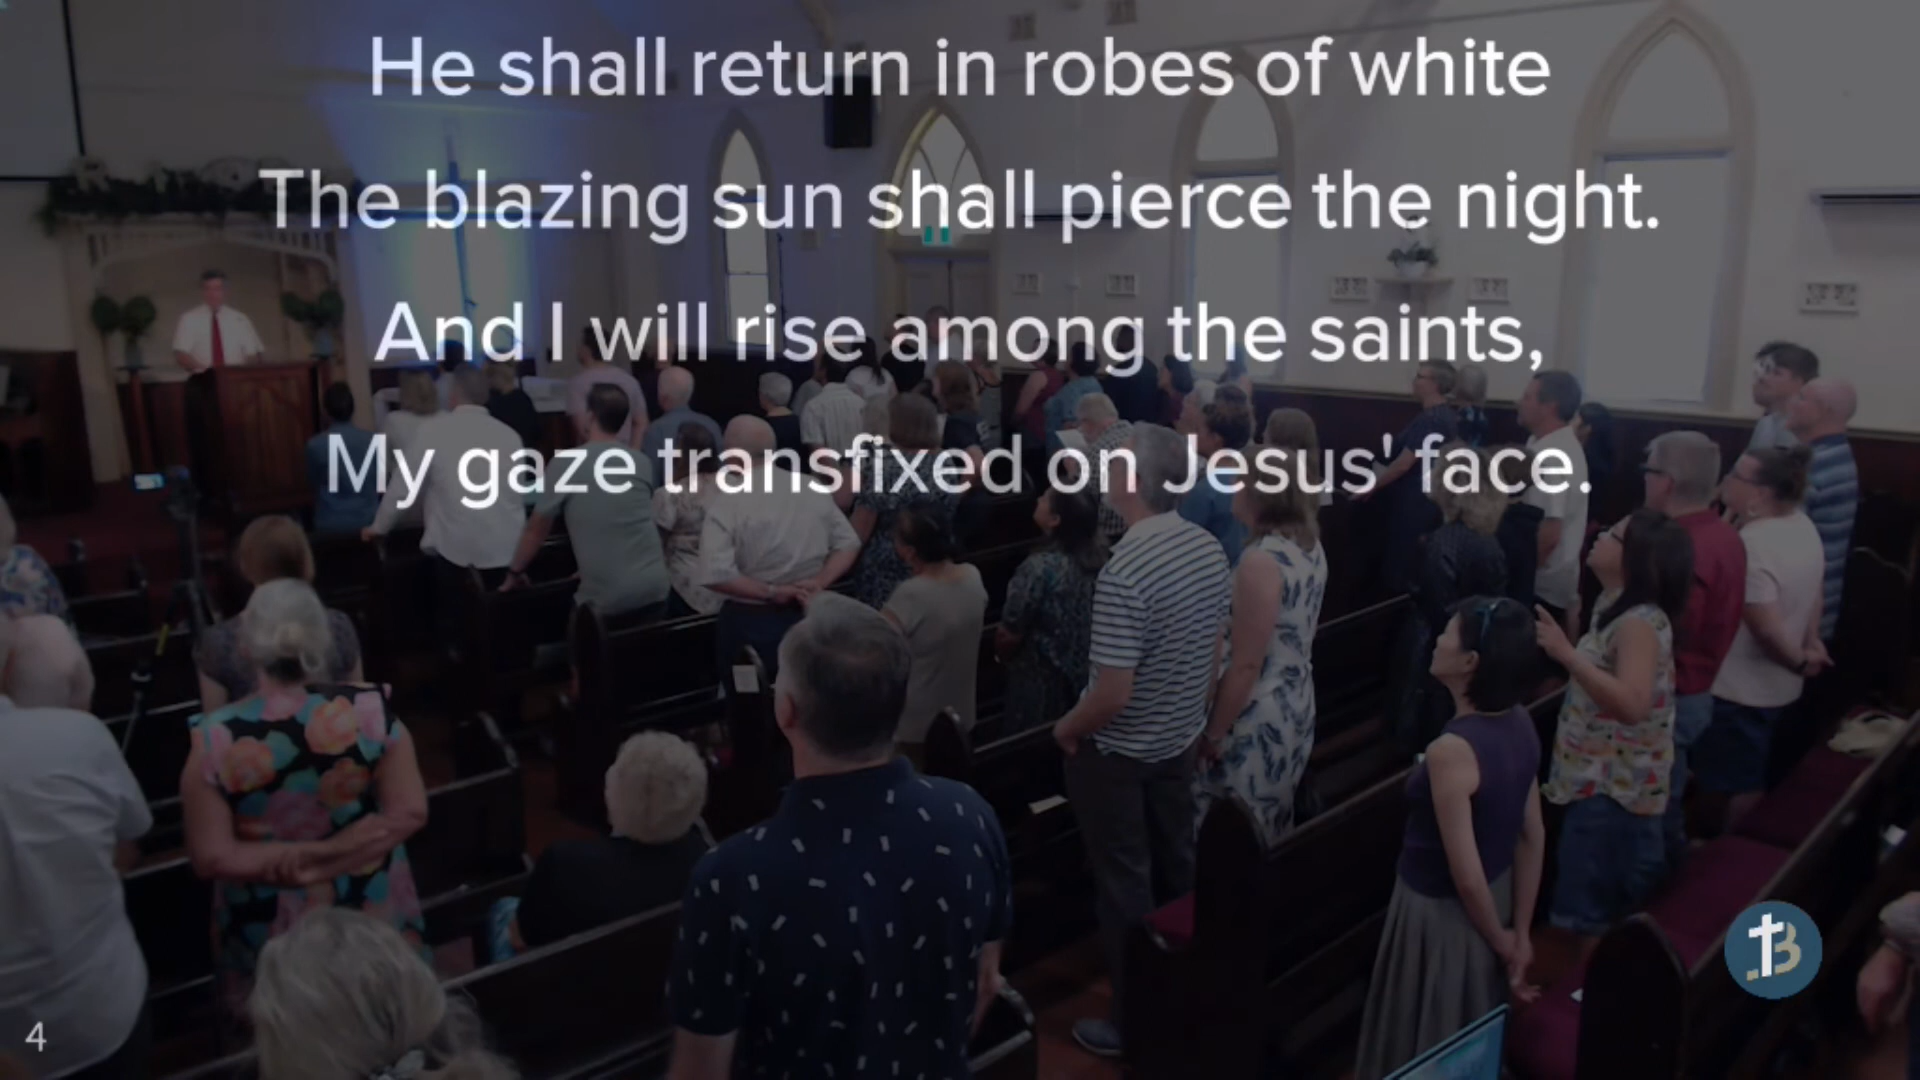 He shall return in robes of white
The blazing sun shall pierce the night.
And I will rise among the saints,
My gaze transfixed on Jesus' face.
B
4